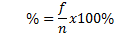 % = f/n x100%